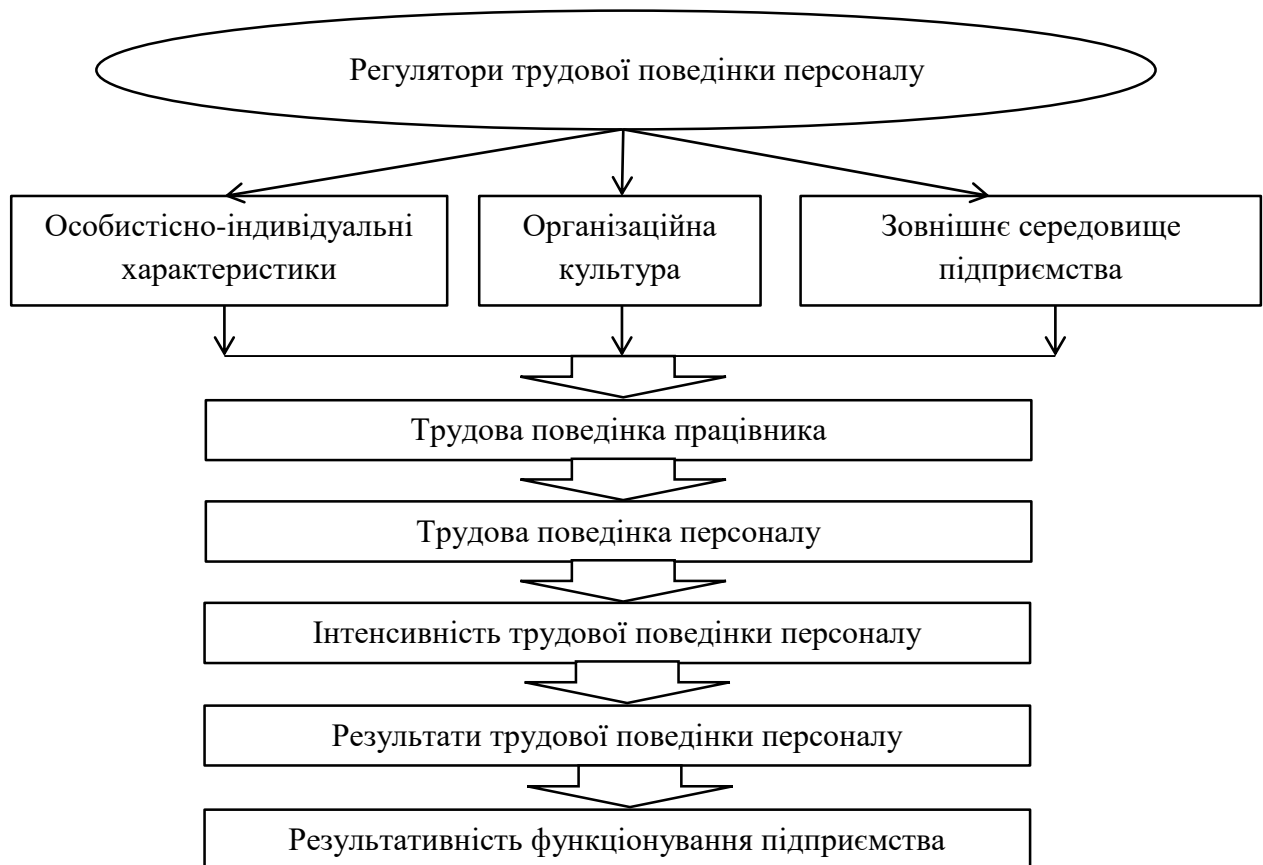 Регулятори трудової поведінки персоналу
Особистісно-індивідуальні
характеристики
Організаційна
культура
Зовнішнє середовище
підприємства
Трудова поведінка працівника
Трудова поведінка персоналу
Інтенсивність трудової поведінки персоналу
Результати трудової поведінки персоналу
Результативність функціонування підприємства